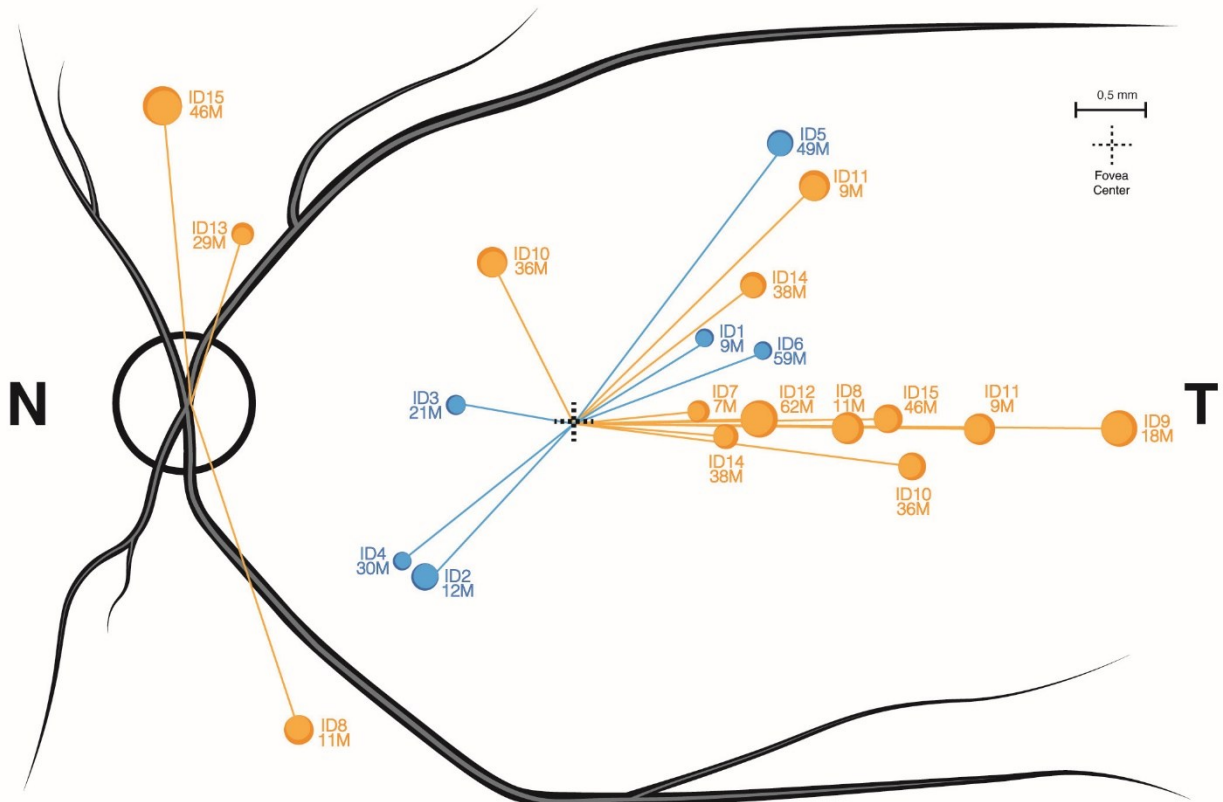 ID15
46M
0,5 mm
Fovea
Center
ID5
49M
ID11
9M
ID13
29M
ID10
36M
ID14
38M
ID1
9M
ID6
59M
N
T
ID3
21M
ID7
7M
ID12
62M
ID8
11M
ID15
46M
ID11
9M
ID9
18M
ID14
38M
ID10
36M
ID4
30M
ID2
12M
ID8
11M